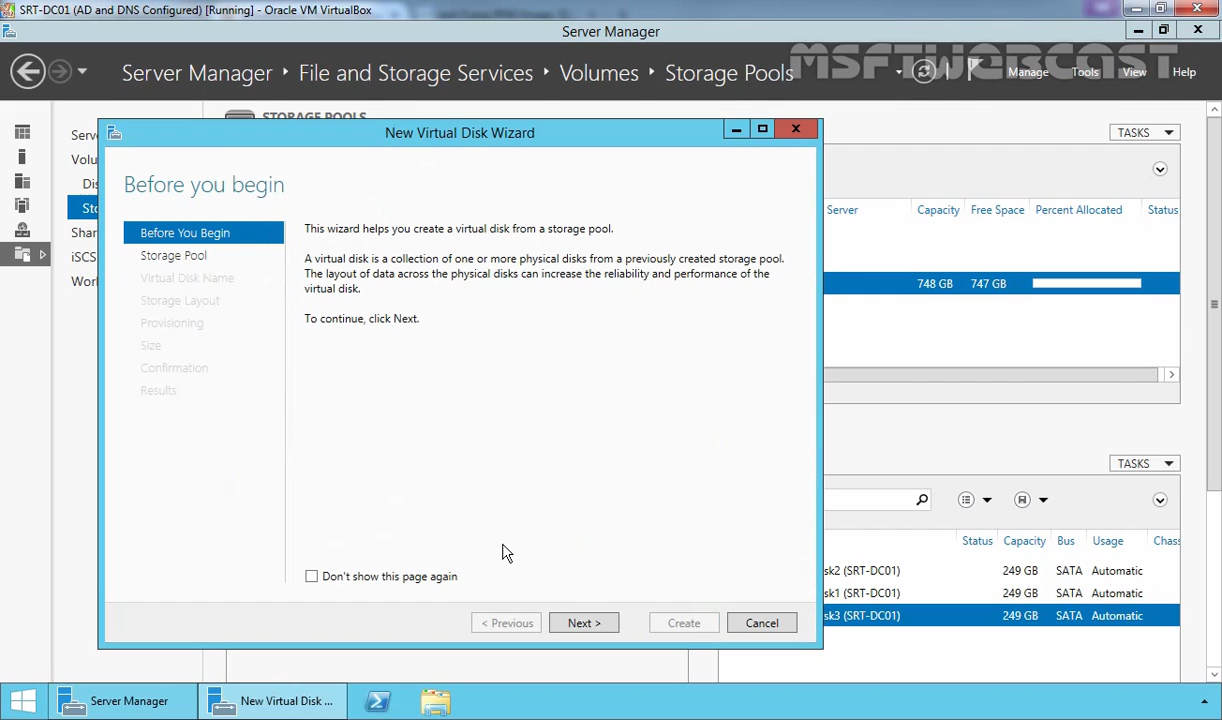 SRT-DC01 (AD and DNS Configured) [Running] - Oracle VM VirtualBox
Server Manager
Server Manager
File and Storage Services
Volumes
Storage Pools
MSFTWEBCAST
Manage
Tools
View
Help
STORAGE POOLS
TASKS
New Virtual Disk Wizard
Before you begin
Before You Begin
Storage Pool
Virtual Disk Name
Storage Layout
Provisioning
Size
Confirmation
Results
This wizard helps you create a virtual disk from a storage pool.
A virtual disk is a collection of one or more physical disks from a previously created storage pool.
The layout of data across the physical disks can increase the reliability and performance of the
virtual disk.
To continue, click Next.
Don't show this page again
< Previous
Next >
Create
Cancel
Serve
Volu
Dis
Sto
Shar
iSCS
Work
Server
Capacity
Free Space
Percent Allocated
Status
748 GB
747 GB
TASKS
Status
Capacity
Bus
Usage
Chass
sk2 (SRT-DC01)
249 GB
SATA
Automatic
sk1 (SRT-DC01)
249 GB
SATA
Automatic
sk3 (SRT-DC01)
249 GB
SATA
Automatic
Server Manager
New Virtual Disk ...